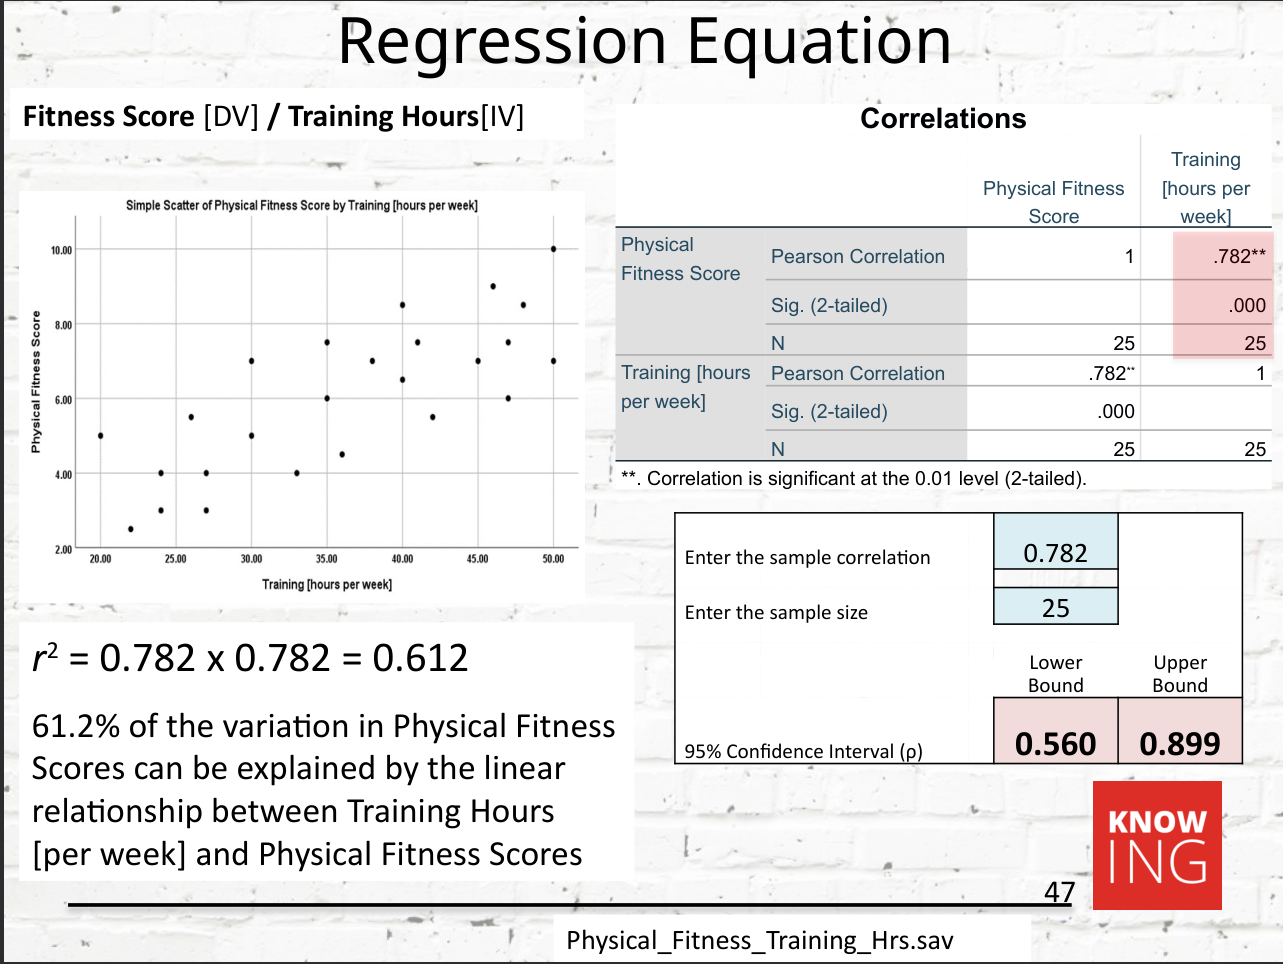 Regression Equation
Fitness Score [DV] / Training Hours[IV]
Simple Scatter of Physical Fitness Score by Training [hours per week]
Physical Fitness Score
10.00
8.00
6.00
4.00
2.00
20.00 25.00 30.00 35.00 40.00 45.00 50.00
Training [hours per week]
r² = 0.782 x 0.782 = 0.612
61.2% of the variation in Physical Fitness
Scores can be explained by the linear
relationship between Training Hours
[per week] and Physical Fitness Scores
Correlations
Training
Physical Fitness [hours per
Score week]
Physical
Fitness Score
Pearson Correlation 1 .782**
Sig. (2-tailed) .000
N 25 25
Training [hours
per week]
Pearson Correlation .782** 1
Sig. (2-tailed) .000
N 25 25
**. Correlation is significant at the 0.01 level (2-tailed).
Enter the sample correlation 0.782
Enter the sample size 25
Lower Upper
Bound Bound
95% Confidence Interval (ρ) 0.560 0.899
KNOW
ING
47
Physical_Fitness_Training_Hrs.sav